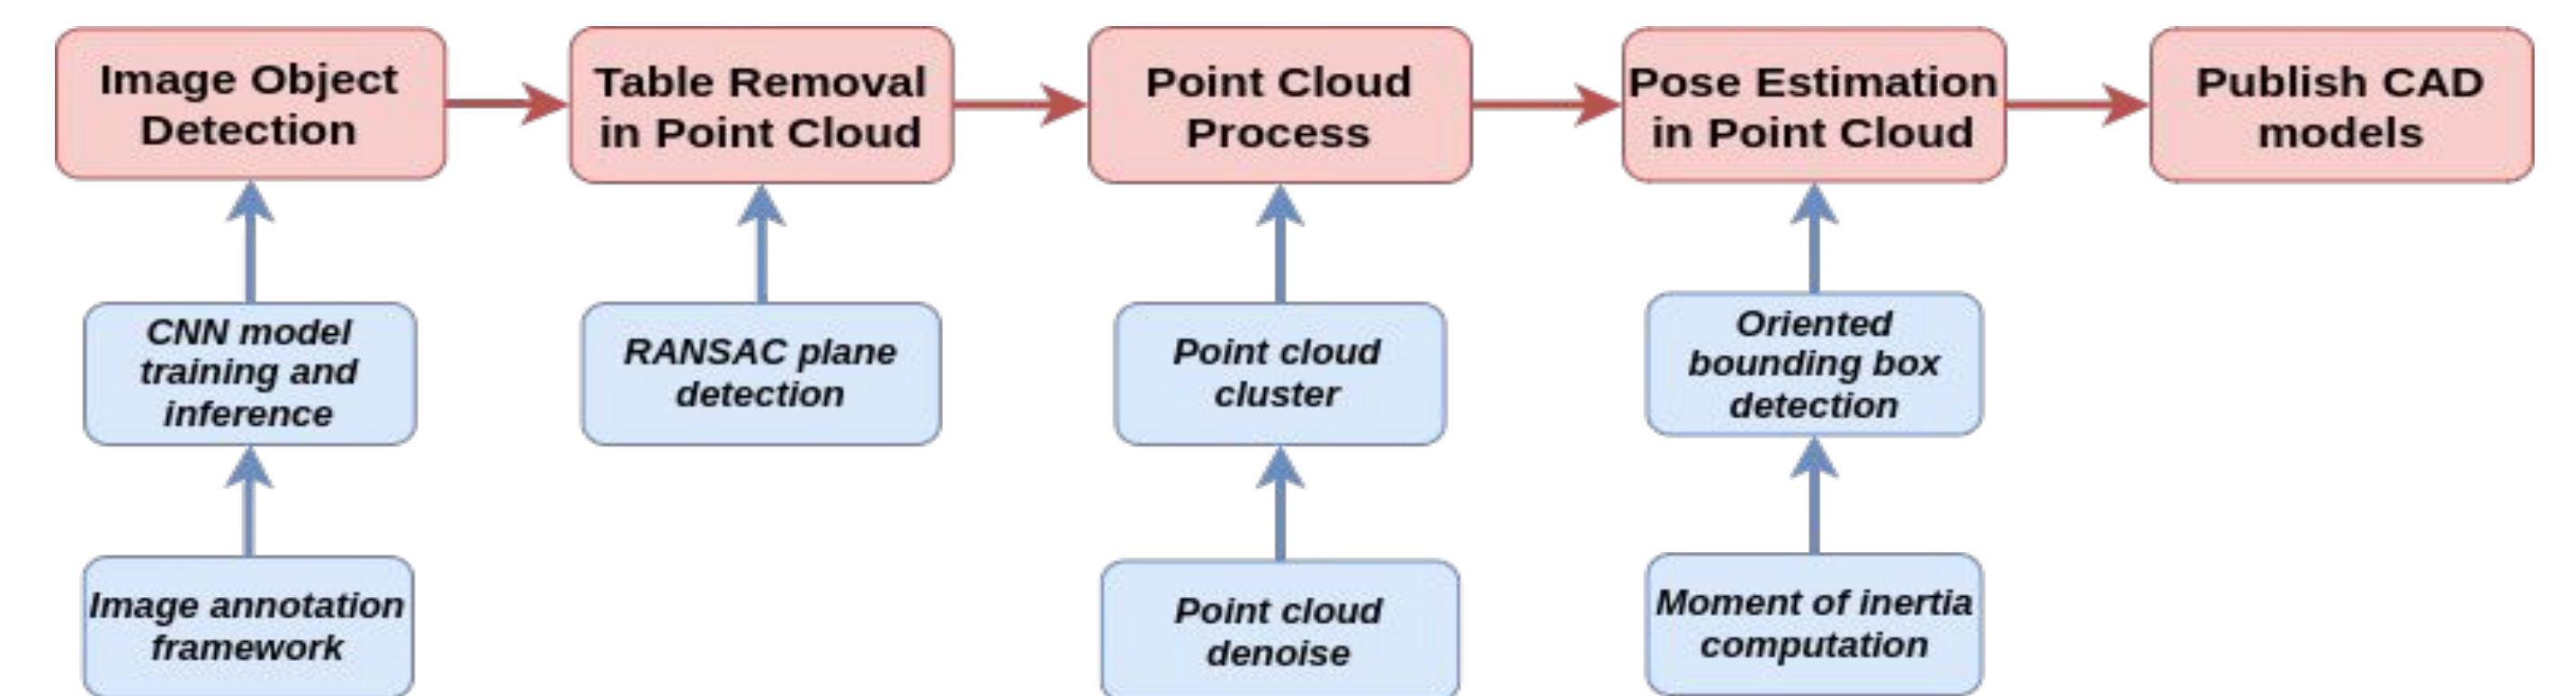 Image Object
Detection
Table Removal
in Point Cloud
Point Cloud
Process
Pose Estimation
in Point Cloud
Publish CAD
models
CNN model
training and
inference
RANSAC plane
detection
Point cloud
cluster
Oriented
bounding box
detection
Image annotation
framework
Point cloud
denoise
Moment of inertia
computation